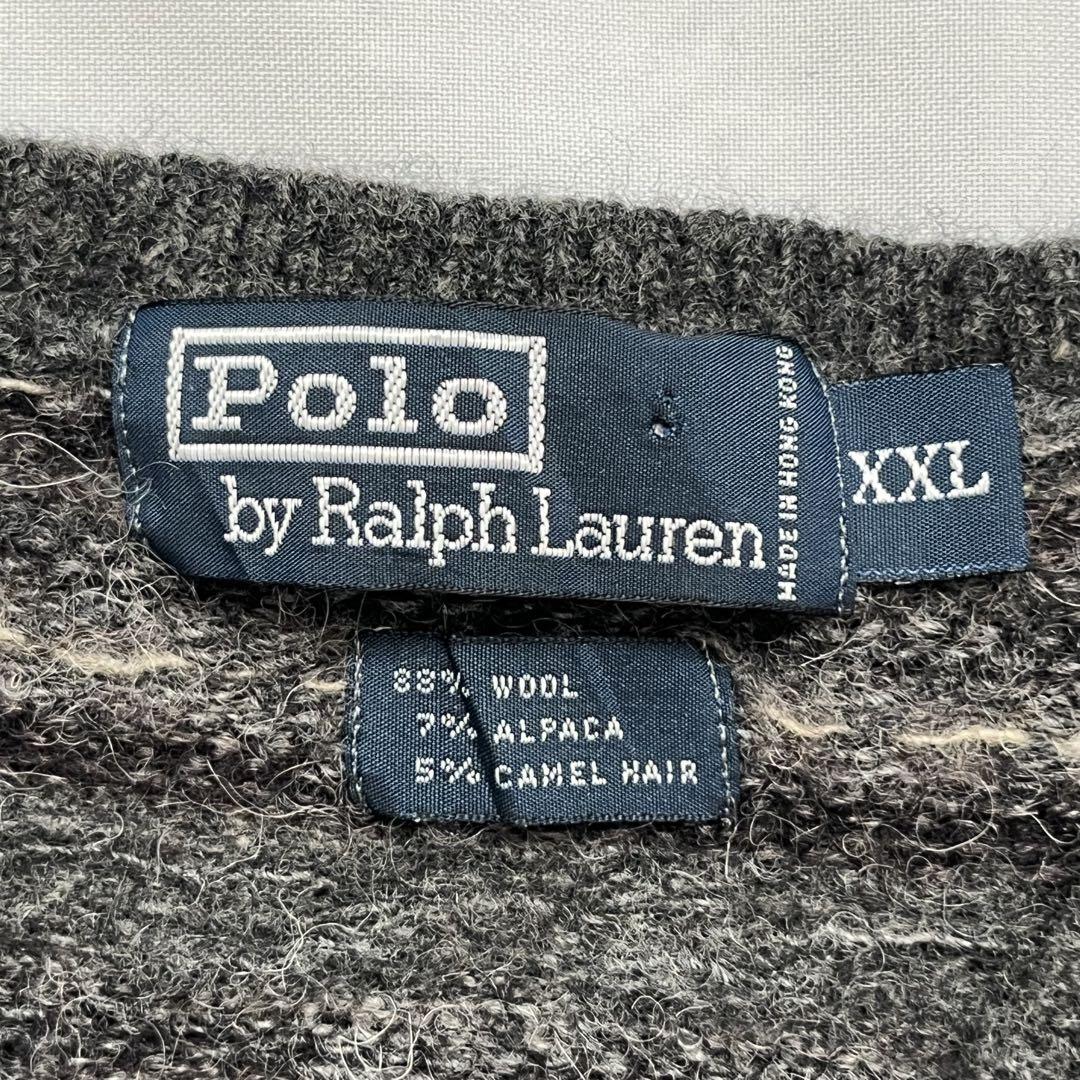 Polo
by Ralph Lauren
MADE IN HONG KONG
XXL
88% WOOL
7% ALPACA
5% CAMEL HAIR